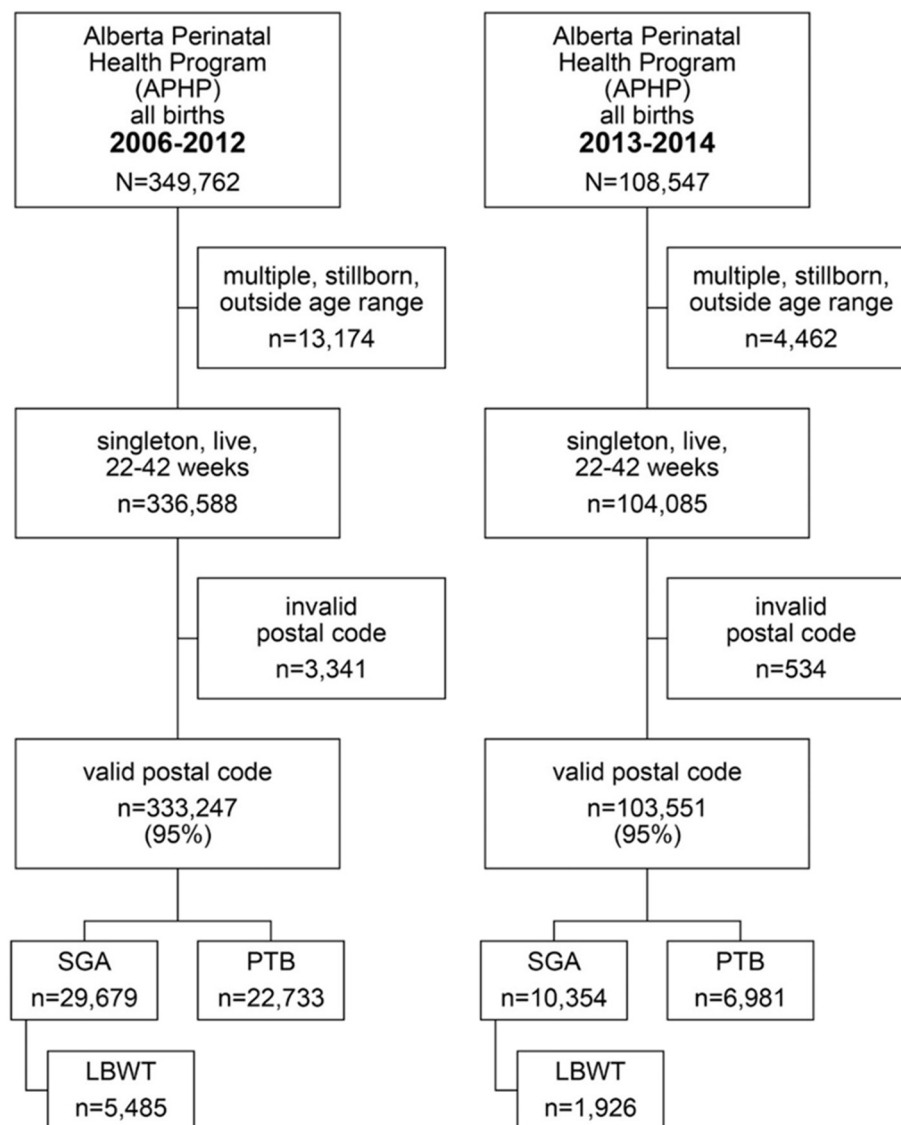 Alberta Perinatal
Health Program
(APHP)
all births
2006-2012
N=349,762
multiple, stillborn,
outside age range
n=13,174
singleton, live,
22-42 weeks
n=336,588
invalid
postal code
n=3,341
valid postal code
n=333,247
(95%)
SGA
n=29,679
PTB
n=22,733
LBWT
n=5,485
Alberta Perinatal
Health Program
(APHP)
all births
2013-2014
N=108,547
multiple, stillborn,
outside age range
n=4,462
singleton, live,
22-42 weeks
n=104,085
invalid
postal code
n=534
valid postal code
n=103,551
(95%)
SGA
n=10,354
PTB
n=6,981
LBWT
n=1,926